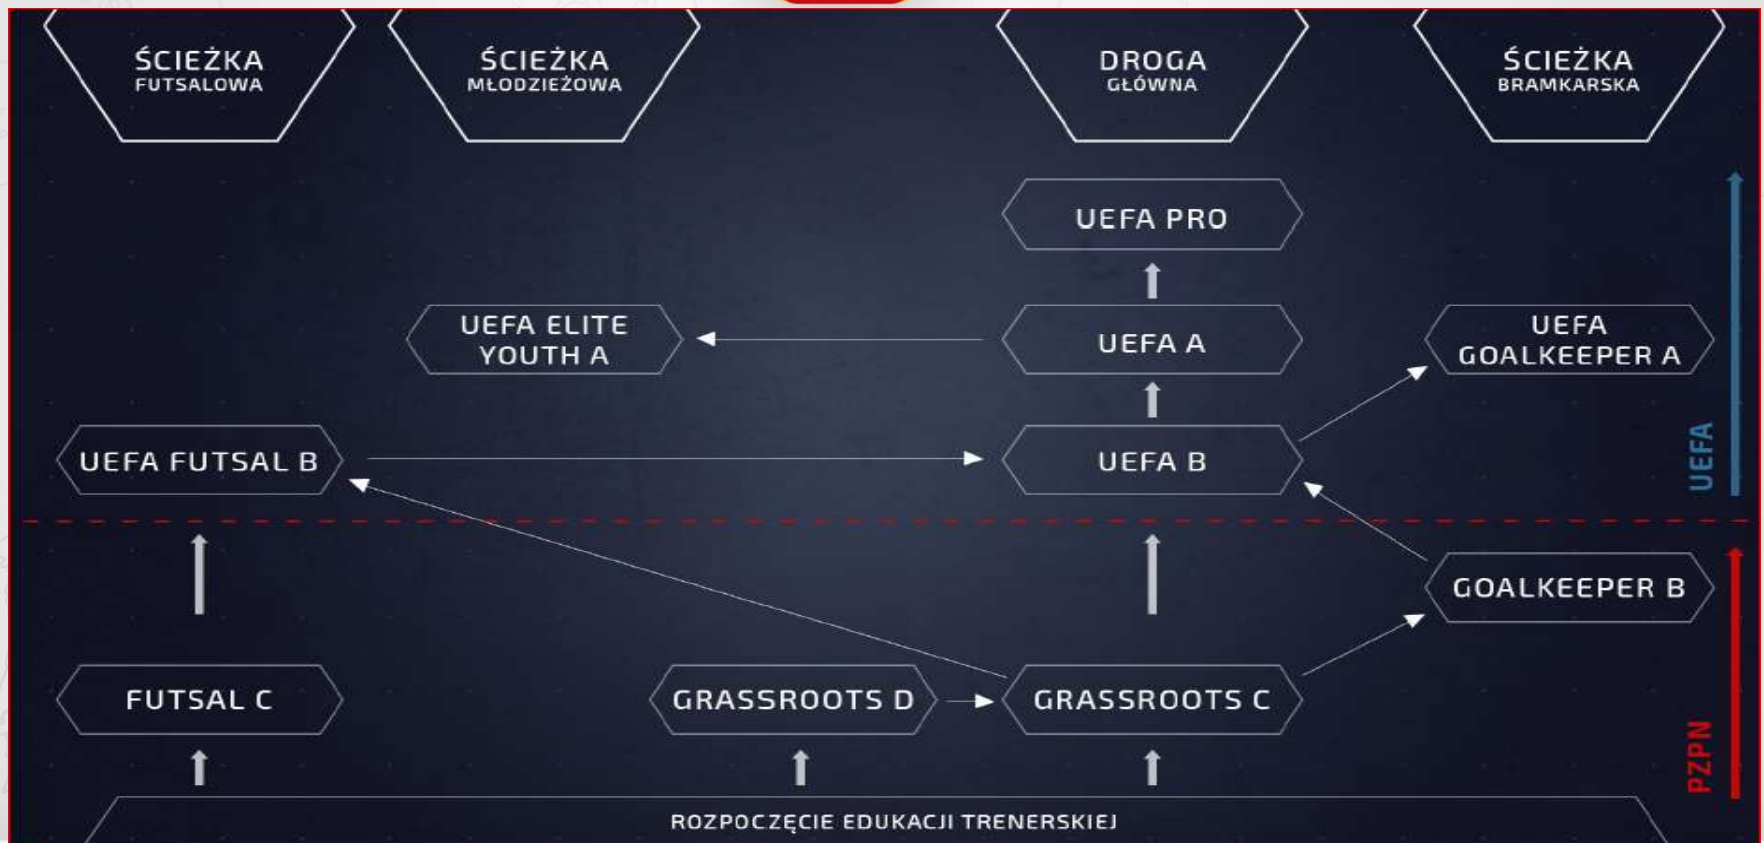 ŚCIEŻKA
FUTSALOWA
ŚCIEŻKA
MŁODZIEŻOWA
DROGA
GŁÓWNA
ŚCIEŻKA
BRAMKARSKA
UEFA PRO
UEFA ELITE
YOUTH A
UEFA A
UEFA
GOALKEEPER A
UEFA FUTSAL B
UEFA B
UEFA
GOALKEEPER B
FUTSAL C
GRASSROOTS D
GRASSROOTS C
PZPN
ROZPOCZĘCIE EDUKACJI TRENERSKIEJ